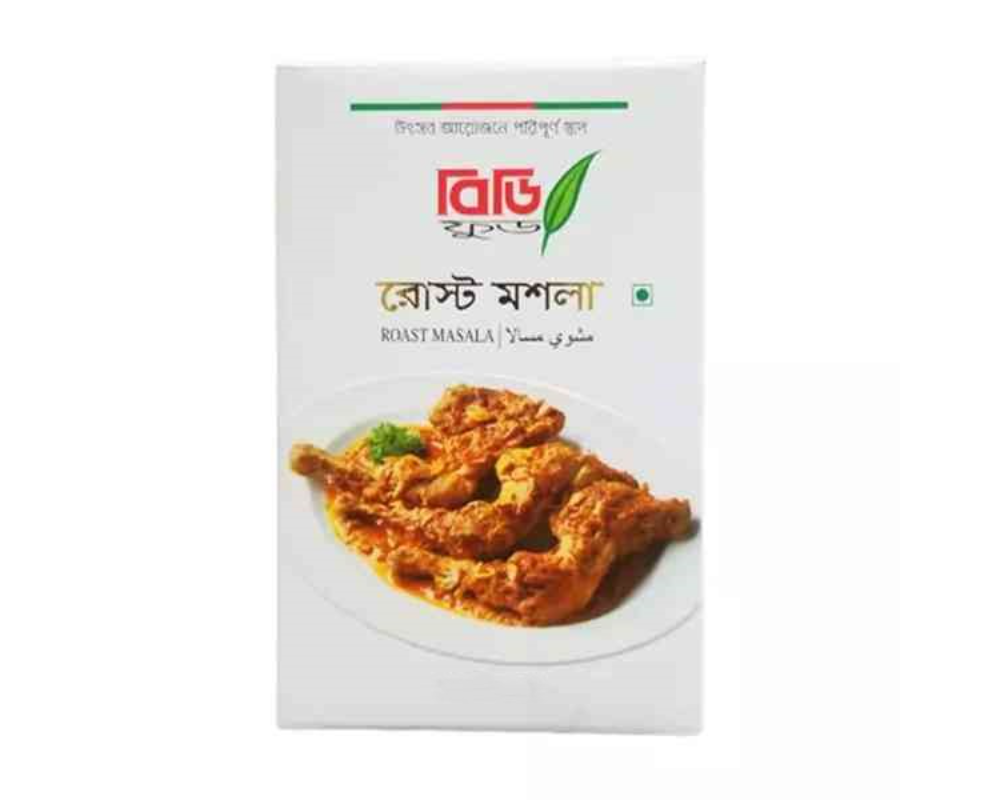 উৎসব আয়োজনে পরিপূর্ণ স্বাদ
বিডি
ফুড
রোস্ট মশলা
ROAST MASALA | مشوي مسالا